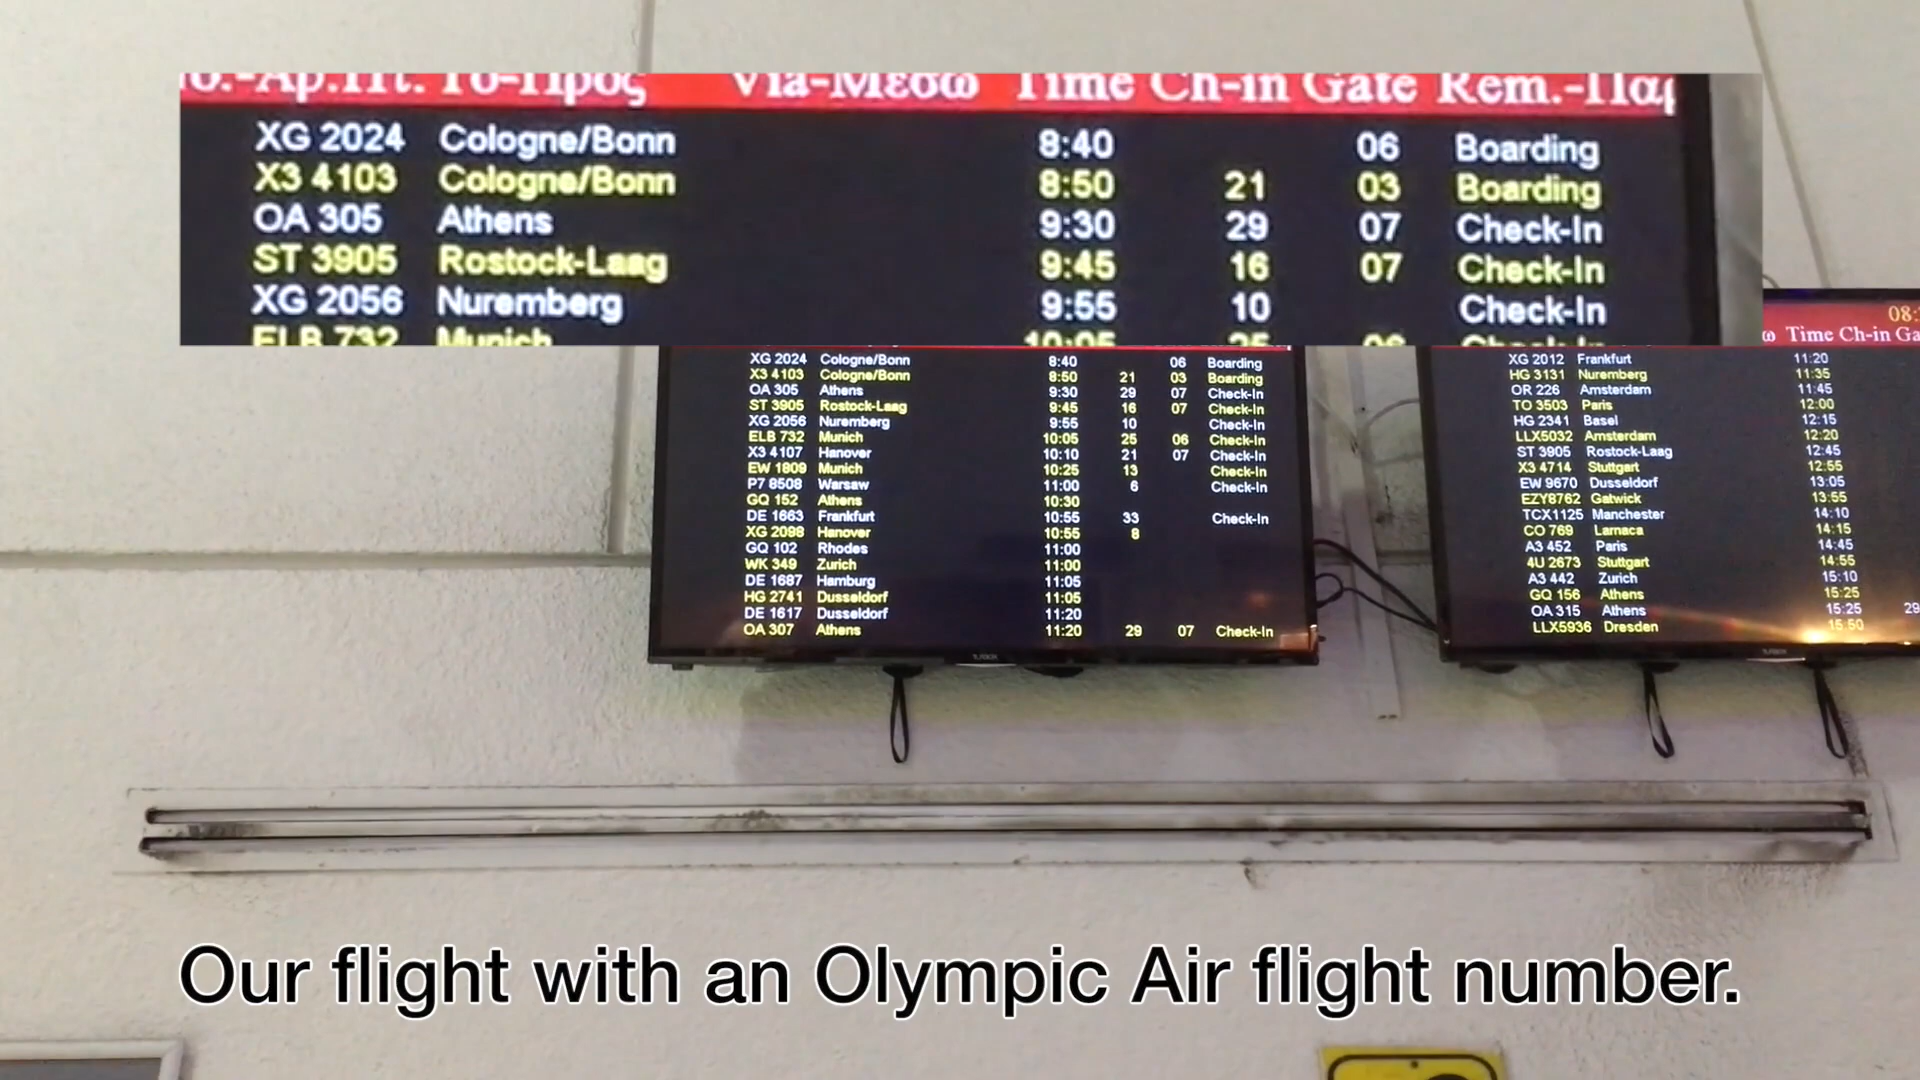 Το-Προς Via-Μεσω Time Ch-in Gate
XG 2024 Cologne/Bonn 8:40 06 Boarding
X3 4103 Cologne/Bonn 8:50 21 03 Boarding
OA 305 Athens 9:30 29 07 Check-In
ST 3905 Rostock-Laag 9:45 16 07 Check-In
XG 2056 Nuremberg 9:55 10 Check-In
ELB 732 Munich 10:05 25 06 Check-In
XG 2024 Cologne/Bonn 8:40 06 Boarding
X3 4103 Cologne/Bonn 8:50 21 03 Boarding
OA 305 Athens 9:30 29 07 Check-In
ST 3905 Rostock-Laag 9:45 16 07 Check-In
XG 2056 Nuremberg 9:55 10 Check-In
ELB 732 Munich 10:05 25 06 Check-In
X3 4107 Hanover 10:10 21 07 Check-In
EW 1809 Munich 10:25 13 Check-In
P7 8508 Warsaw 11:00 6 Check-In
GQ 152 Athens 10:30
DE 1663 Frankfurt 10:55 33 Check-In
XG 2098 Hanover 10:55 8
GQ 102 Rhodes 11:00
WK 349 Zurich 11:00
DE 1687 Hamburg 11:05
HG 2741 Dusseldorf 11:05
DE 1617 Dusseldorf 11:20
OA 307 Athens 11:20 29 07 Check-In
Time Ch-in
XG 2012 Frankfurt 11:20
HG 3131 Nuremberg 11:35
OR 226 Amsterdam 11:45
TO 3503 Paris 12:00
HG 2341 Basel 12:15
LLX5032 Amsterdam 12:20
ST 3905 Rostock-Laag 12:45
X3 4714 Stuttgart 12:55
EW 9670 Dusseldorf 13:05
EZY8762 Gatwick 13:55
TCX1125 Manchester 14:10
CO 769 Larnaca 14:15
A3 452 Paris 14:45
4U 2673 Stuttgart 14:55
A3 442 Zurich 15:10
GQ 156 Athens 15:25
OA 315 Athens 15:25 29
LLX5936 Dresden 15:50
Our flight with an Olympic Air flight number.